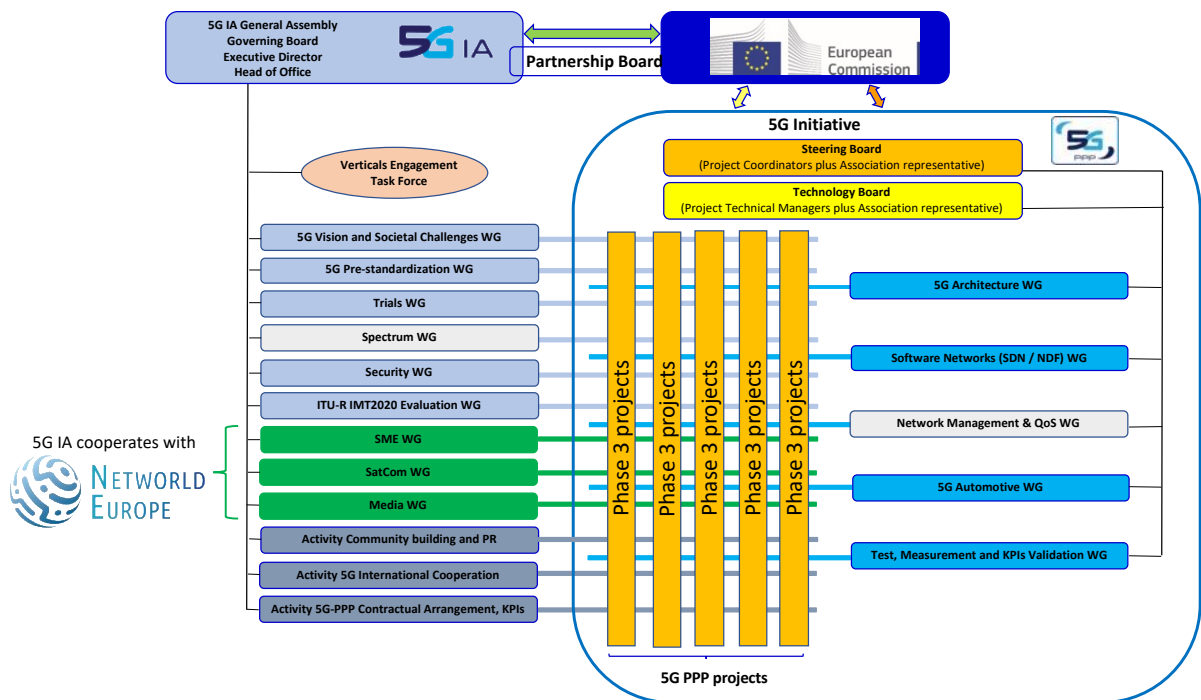 5G IA General Assembly
Governing Board
Executive Director
Head of Office
5G IA
Partnership Board
European
Commission
5G Initiative
5G
PPP
Steering Board
(Project Coordinators plus Association representative)
Technology Board
(Project Technical Managers plus Association representative)
Verticals Engagement
Task Force
5G Vision and Societal Challenges WG
5G Pre-standardization WG
Trials WG
Spectrum WG
Security WG
ITU-R IMT2020 Evaluation WG
SME WG
SatCom WG
Media WG
Activity Community building and PR
Activity 5G International Cooperation
Activity 5G-PPP Contractual Arrangement, KPIs
5G IA cooperates with
NETWORLD
EUROPE
Phase 3 projects
Phase 3 projects
Phase 3 projects
Phase 3 projects
Phase 3 projects
5G Architecture WG
Software Networks (SDN / NDF) WG
Network Management & QoS WG
5G Automotive WG
Test, Measurement and KPIs Validation WG
5G PPP projects